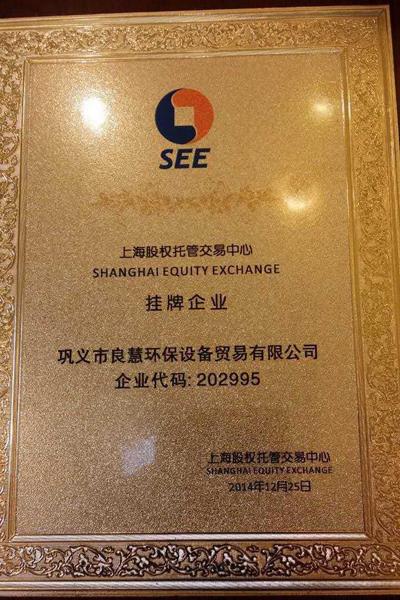 SEE
上海股权托管交易中心
SHANGHAI EQUITY EXCHANGE
挂牌企业
巩义市良慧环保设备贸易有限公司
企业代码: 202995
上海股权托管交易中心
SHANGHAI EQUITY EXCHANGE
2014年12月25日